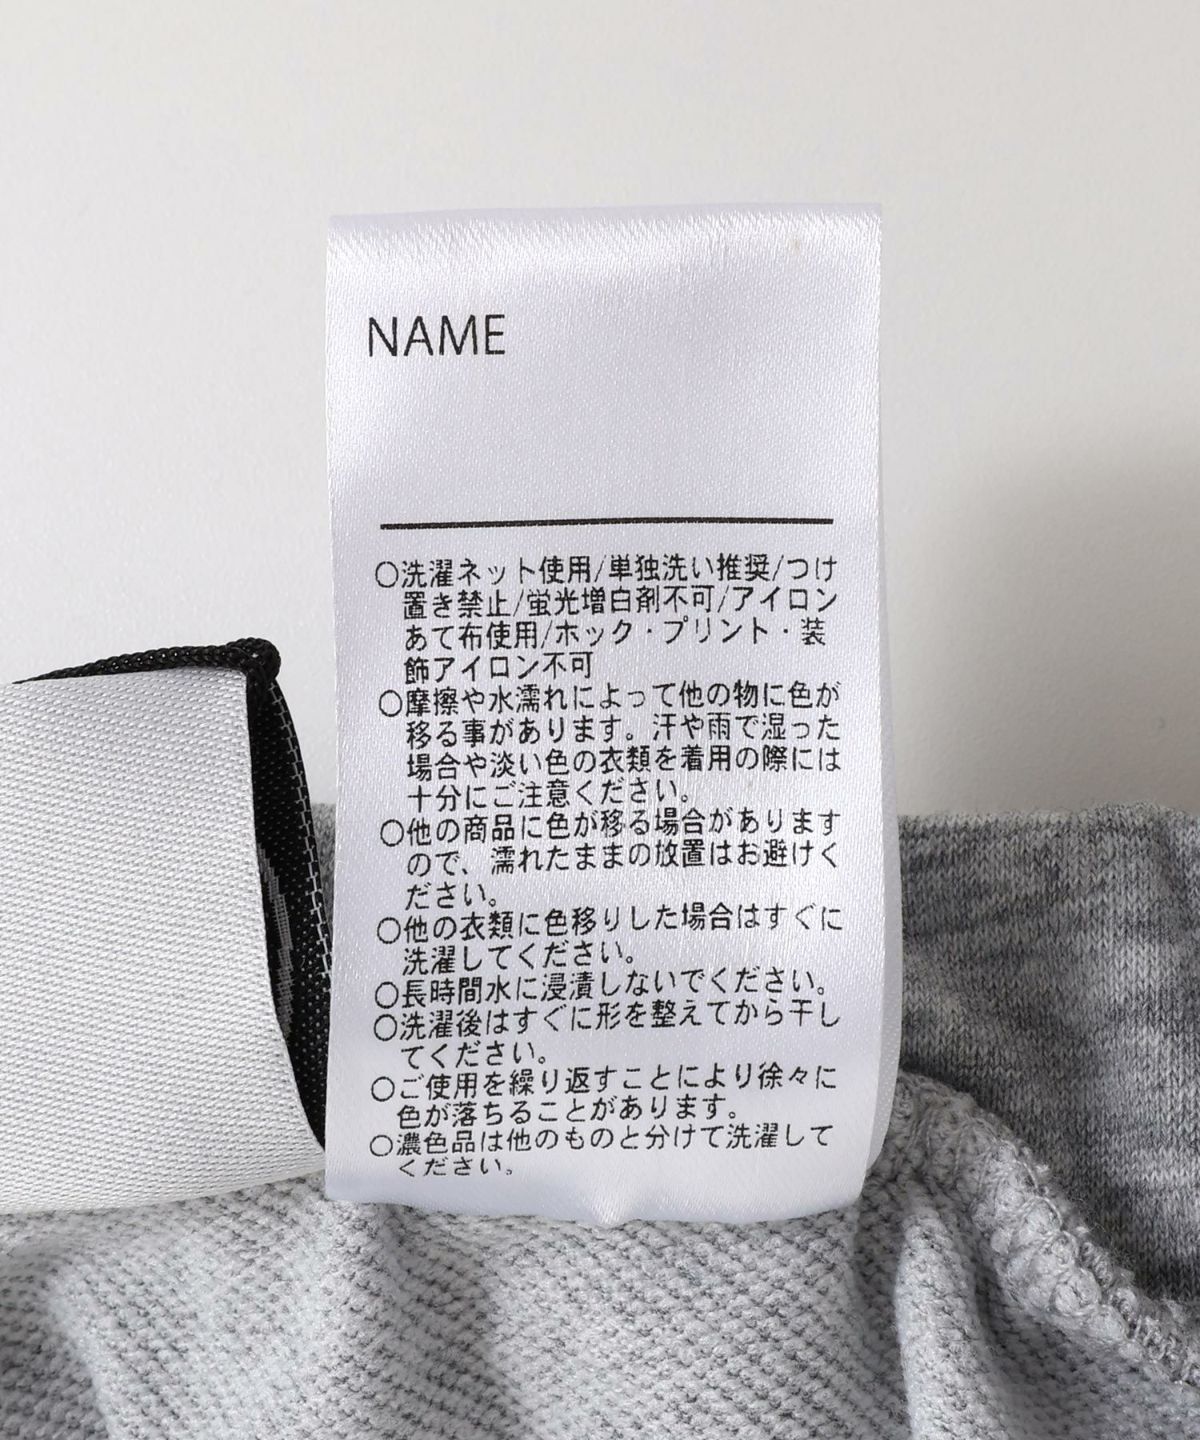 NAME
○洗濯ネット使用/単独洗い推奨/つけ
置き禁止/蛍光増白剤不可/アイロン
あて布使用/ホック・プリント・装
飾アイロン不可
○摩擦や水濡れによって他の物に色が
移る事があります。汗や雨で湿った
場合や淡い色の衣類を着用の際には
十分にご注意ください。
○他の商品に色が移る場合があります
ので、濡れたままの放置はお避けく
ださい。
○他の衣類に色移りした場合はすぐに
洗濯してください。
○長時間水に浸漬しないでください。
○洗濯後はすぐに形を整えてから干し
てください。
○ご使用を繰り返すことにより徐々に
色が落ちることがあります。
○濃色品は他のものと分けて洗濯して
ください。